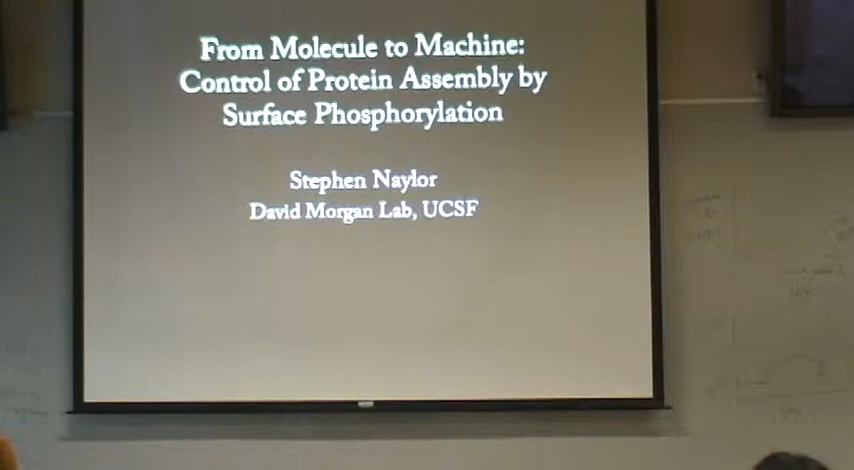 From Molecule to Machine:
Control of Protein Assembly by
Surface Phosphorylation
Stephen Naylor
David Morgan Lab, UCSF